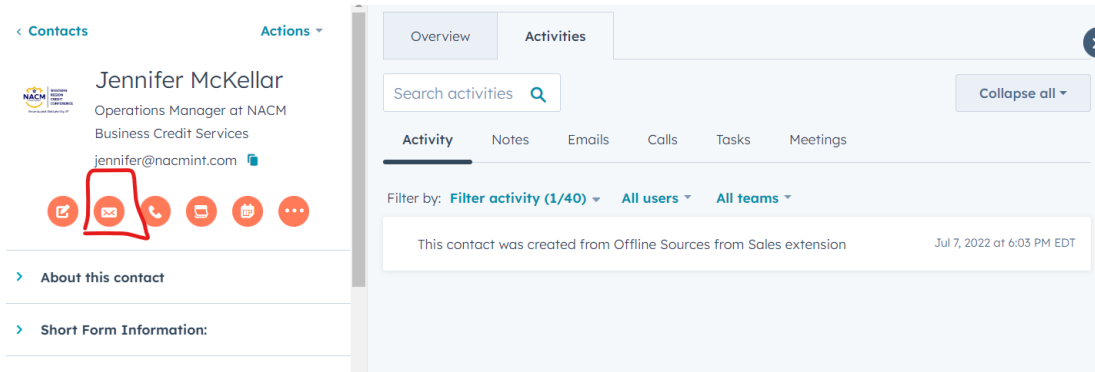 Contacts
Actions
Jennifer McKellar
Operations Manager at NACM
Business Credit Services
jennifer@nacmint.com
NACM
About this contact
Short Form Information:
Overview
Activities
Search activities
Collapse all
Activity
Notes
Emails
Calls
Tasks
Meetings
Filter by: Filter activity (1/40)
All users
All teams
This contact was created from Offline Sources from Sales extension
Jul 7, 2022 at 6:03 PM EDT